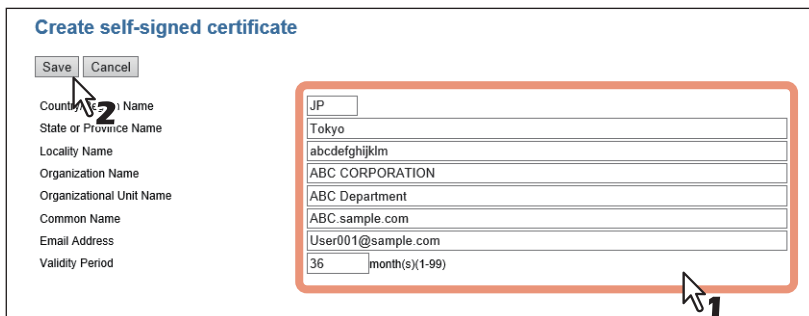 Create self-signed certificate
Save Cancel
2
Country/Region Name JP
State or Province Name Tokyo
Locality Name abcdefghijklm
Organization Name ABC CORPORATION
Organizational Unit Name ABC Department
Common Name ABC.sample.com
Email Address User001@sample.com
Validity Period 36 month(s)(1-99)
1